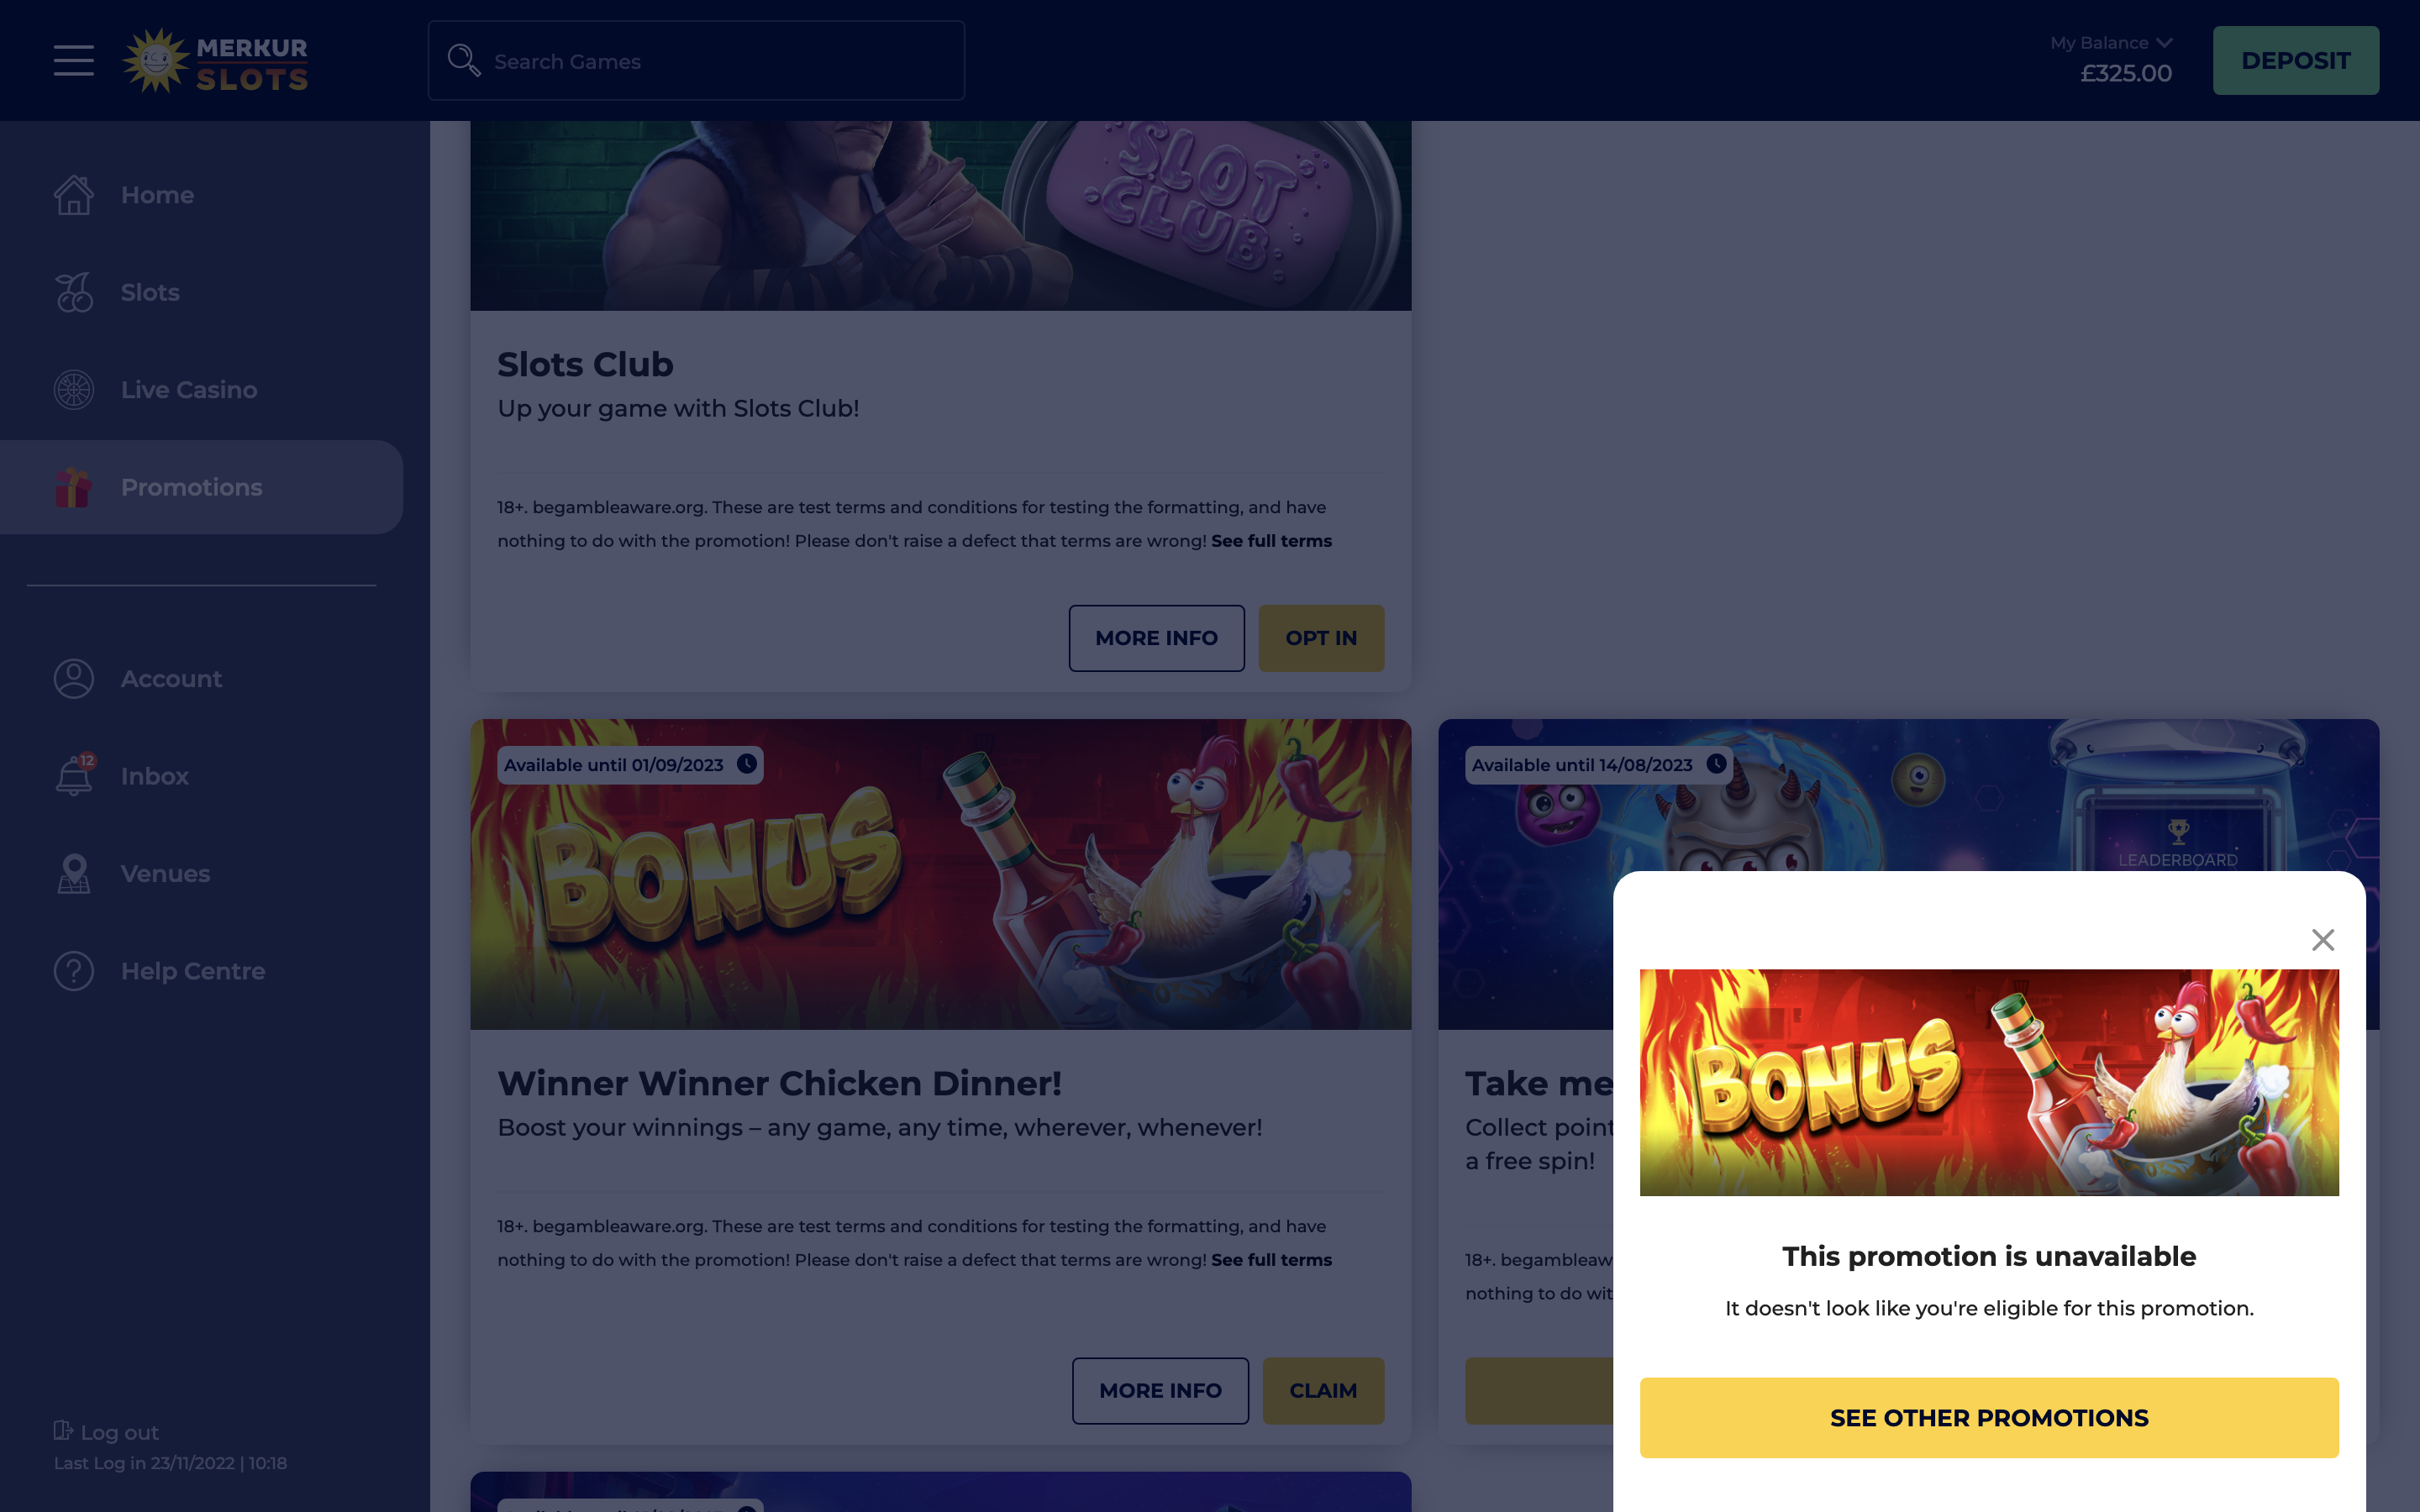 MERKUR
SLOTS
Search Games
My Balance
£325.00
DEPOSIT
Home
Slots
Live Casino
Promotions
Account
12
Inbox
Venues
Help Centre
Log out
Last Log in 23/11/2022 | 10:18
SLOT
CLUB
Slots Club
Up your game with Slots Club!
18+. begambleaware.org. These are test terms and conditions for testing the formatting, and have
nothing to do with the promotion! Please don't raise a defect that terms are wrong! See full terms
MORE INFO
OPT IN
Available until 01/09/2023
BONUS
Winner Winner Chicken Dinner!
Boost your winnings – any game, any time, wherever, whenever!
18+. begambleaware.org. These are test terms and conditions for testing the formatting, and have
nothing to do with the promotion! Please don't raise a defect that terms are wrong! See full terms
MORE INFO
CLAIM
Available until 14/08/2023
LEADERBOARD
Take me
Collect point
a free spin!
18+. begambleaw
nothing to do wit
BONUS
This promotion is unavailable
It doesn't look like you're eligible for this promotion.
SEE OTHER PROMOTIONS